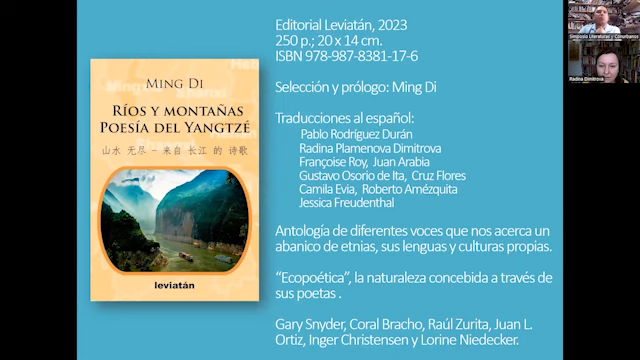 MING DI
RÍOS Y MONTAÑAS
POESÍA DEL YANGTZÉ
山水 无尽 – 来自 长江 的 诗歌
leviatán
Editorial Leviatán, 2023
250 p.; 20 x 14 cm.
ISBN 978-987-8381-17-6
Selección y prólogo: Ming Di
Traducciones al español:
Pablo Rodríguez Durán
Radina Plamenova Dimitrova
Françoise Roy, Juan Arabia
Gustavo Osorio de Ita, Cruz Flores
Camila Evia, Roberto Amézquita
Jessica Freudenthal
Antología de diferentes voces que nos acerca un
abanico de etnias, sus lenguas y culturas propias.
“Ecopoética”, la naturaleza concebida a través de
sus poetas .
Gary Snyder, Coral Bracho, Raúl Zurita, Juan L.
Ortiz, Inger Christensen y Lorine Niedecker.
Simposio Literaturas y Conurbanos
Radina Dimitrova